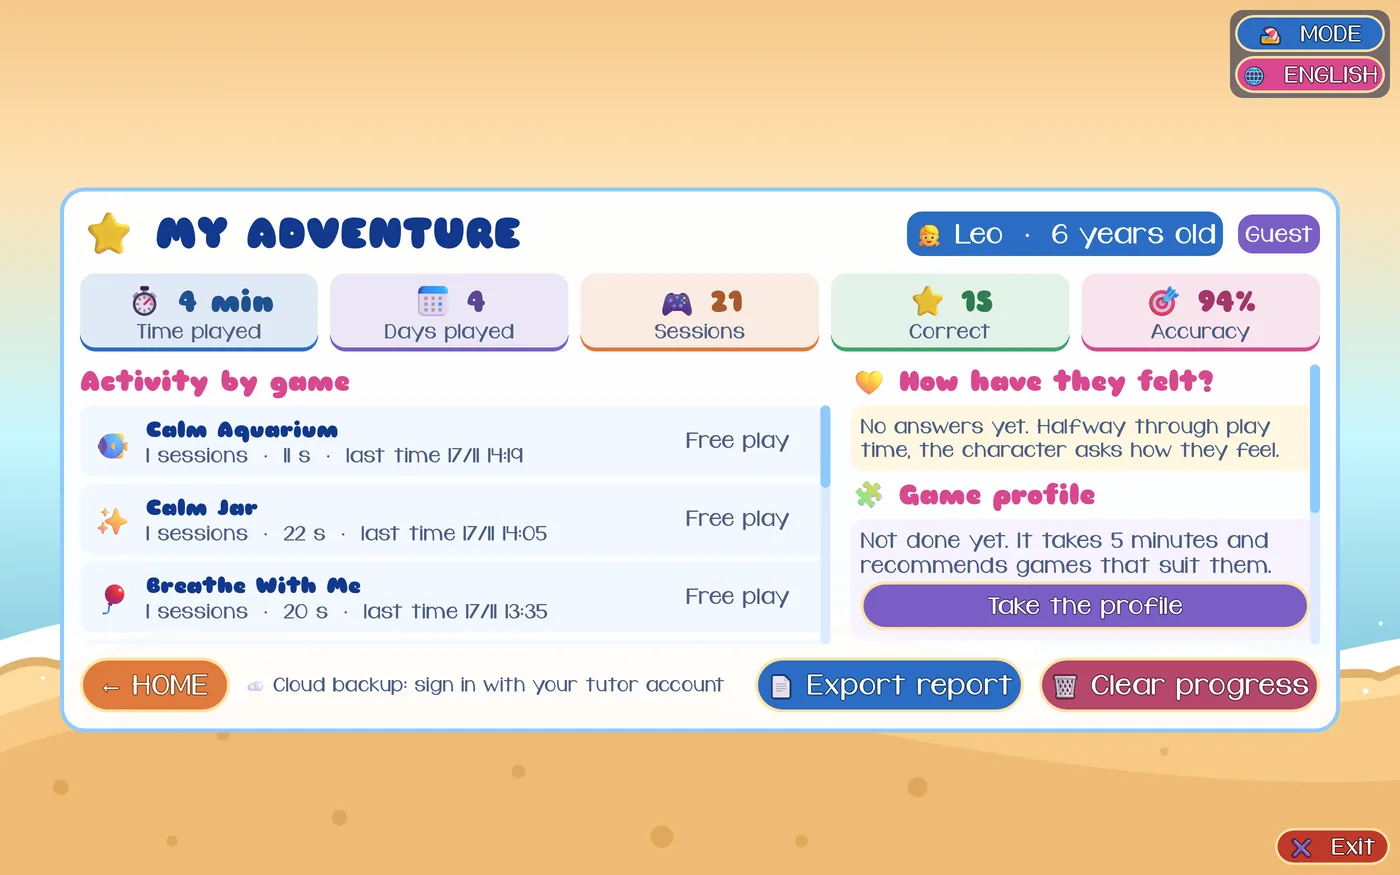 MODE
ENGLISH
MY ADVENTURE
Leo · 6 years old
Guest
4 min
Time played
4
Days played
21
Sessions
15
Correct
94%
Accuracy
Activity by game
Calm Aquarium
1 sessions · 11 s · last time 17/11 14:19
Free play
Calm Jar
1 sessions · 22 s · last time 17/11 14:05
Free play
Breathe With Me
1 sessions · 20 s · last time 17/11 13:35
Free play
How have they felt?
No answers yet. Halfway through play
time, the character asks how they feel.
Game profile
Not done yet. It takes 5 minutes and
recommends games that suit them.
Take the profile
← HOME
Cloud backup: sign in with your tutor account
Export report
Clear progress
Exit